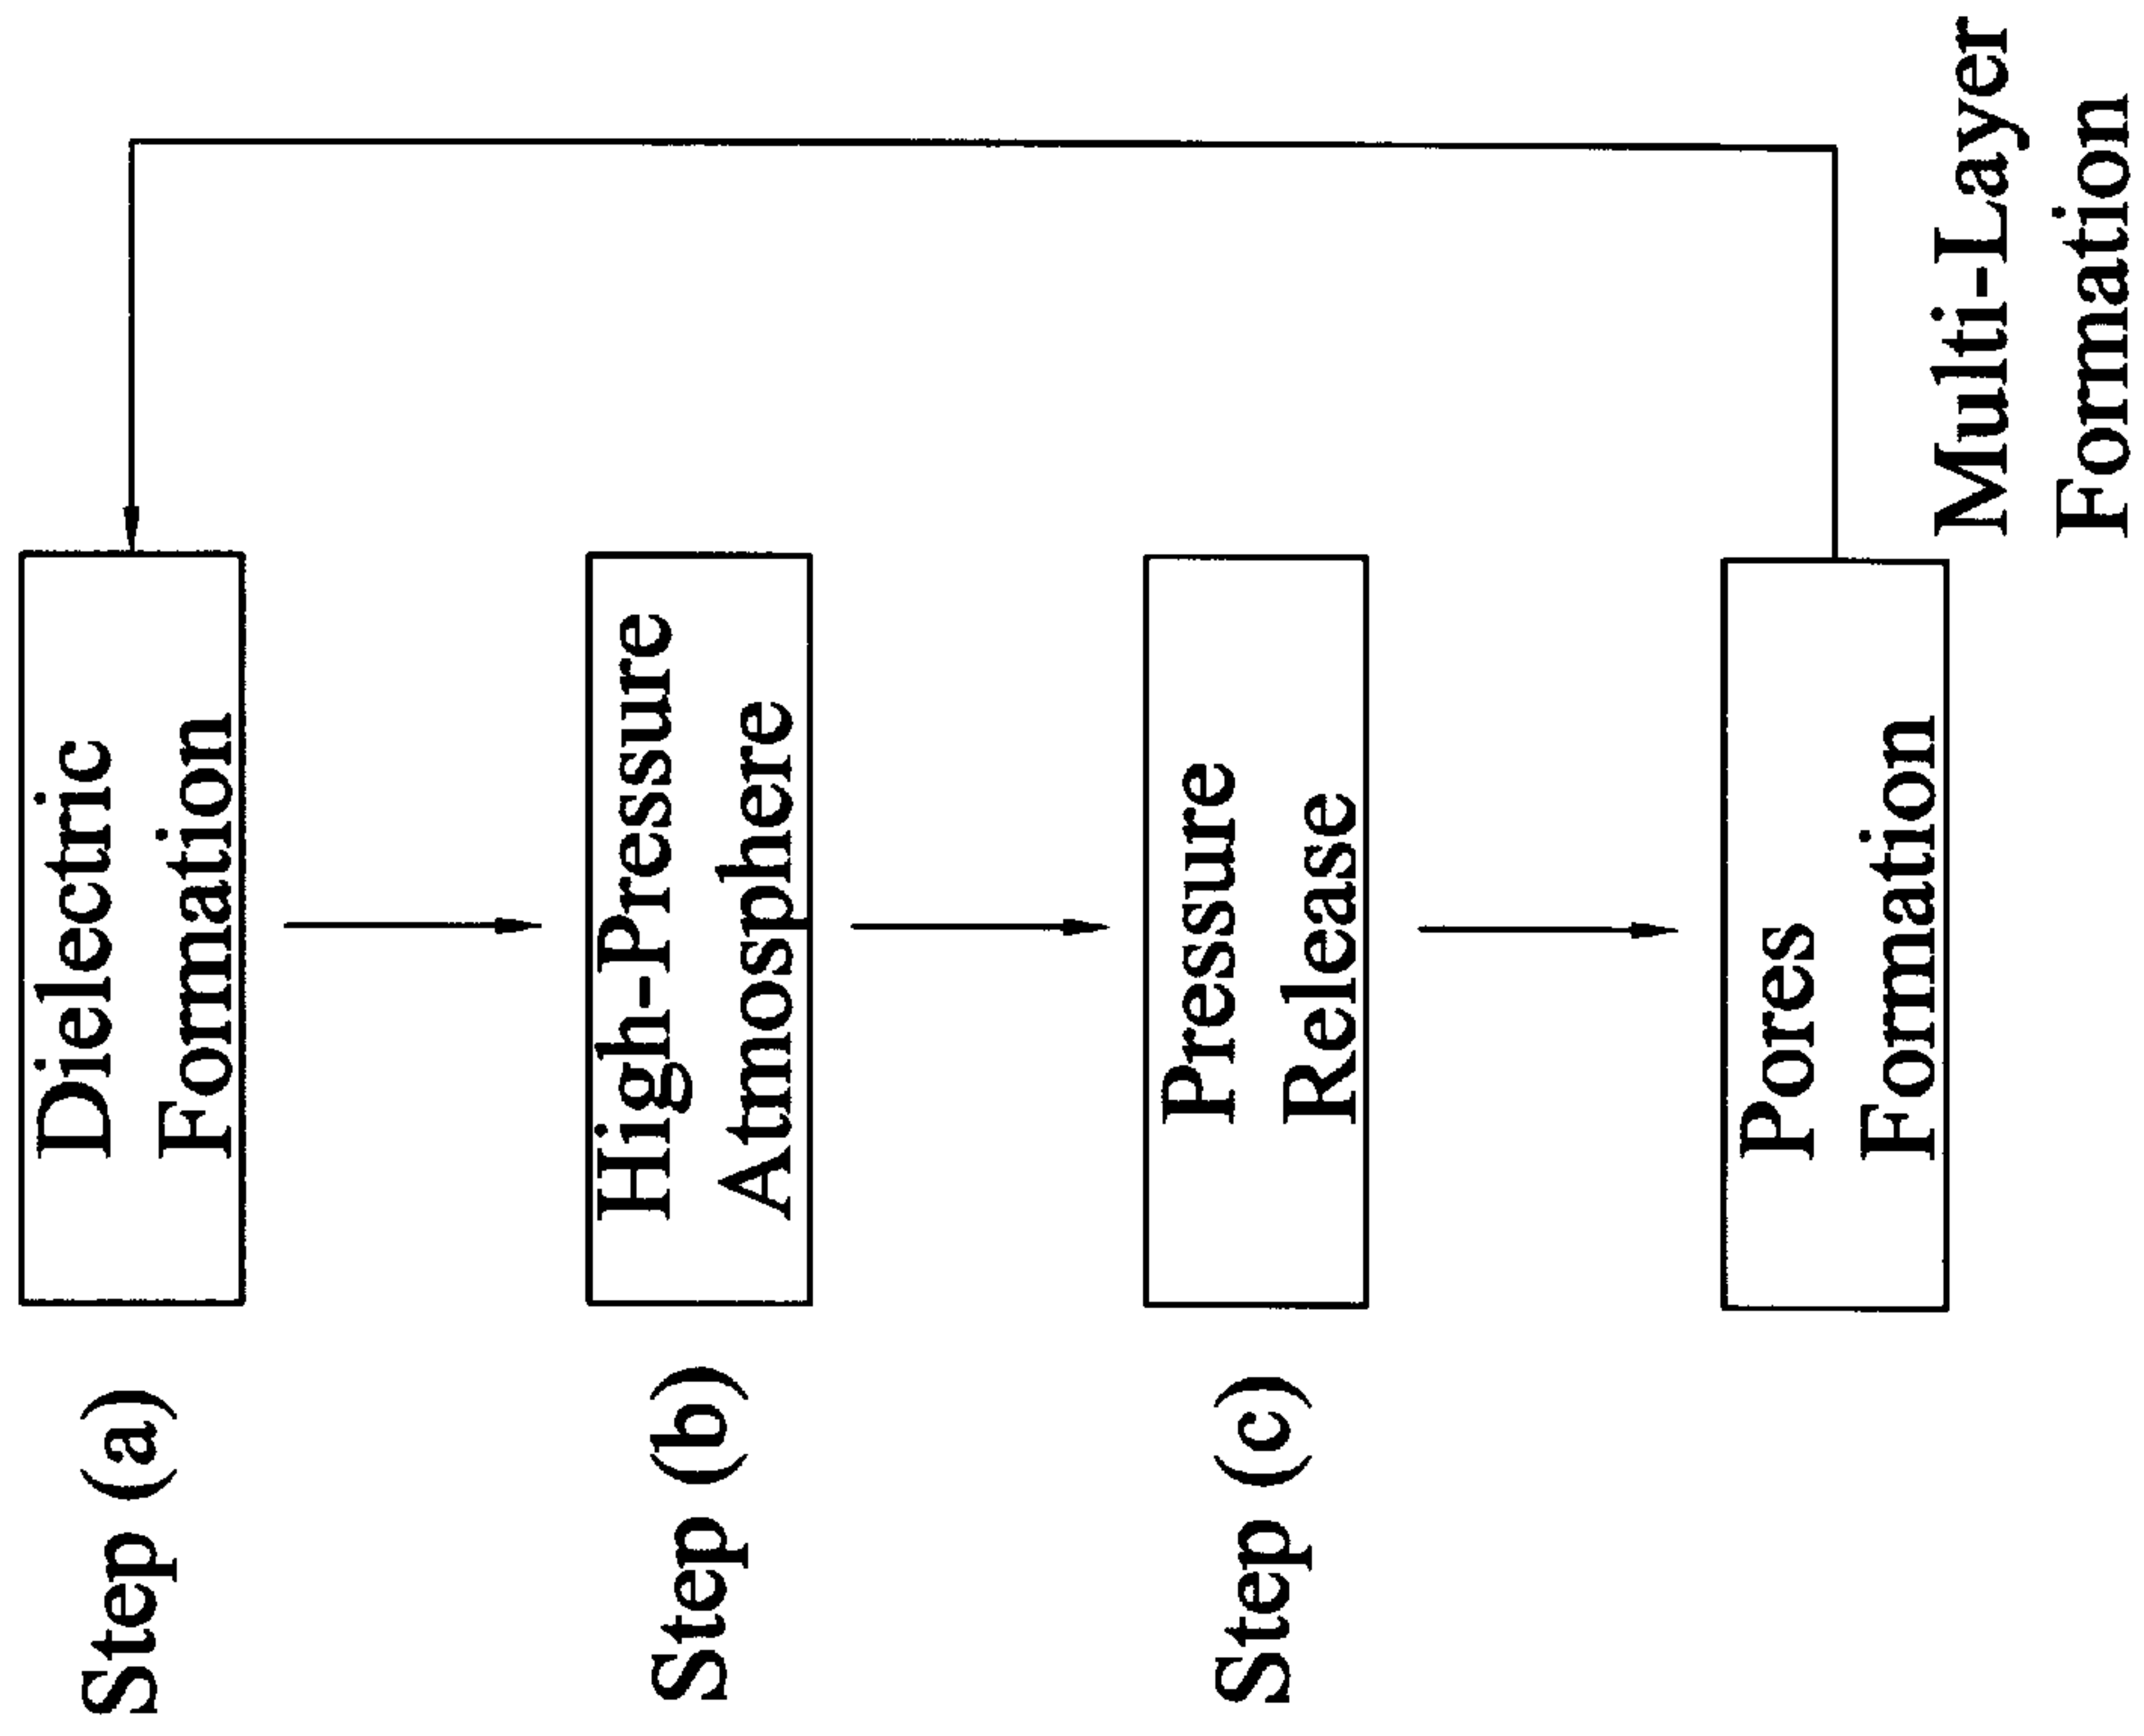 Step (a)
Dielectric
Formation
Step (b)
High-Pressure
Atmosphere
Step (c)
Pressure
Release
Pores
Formation
Multi-Layer
Formation